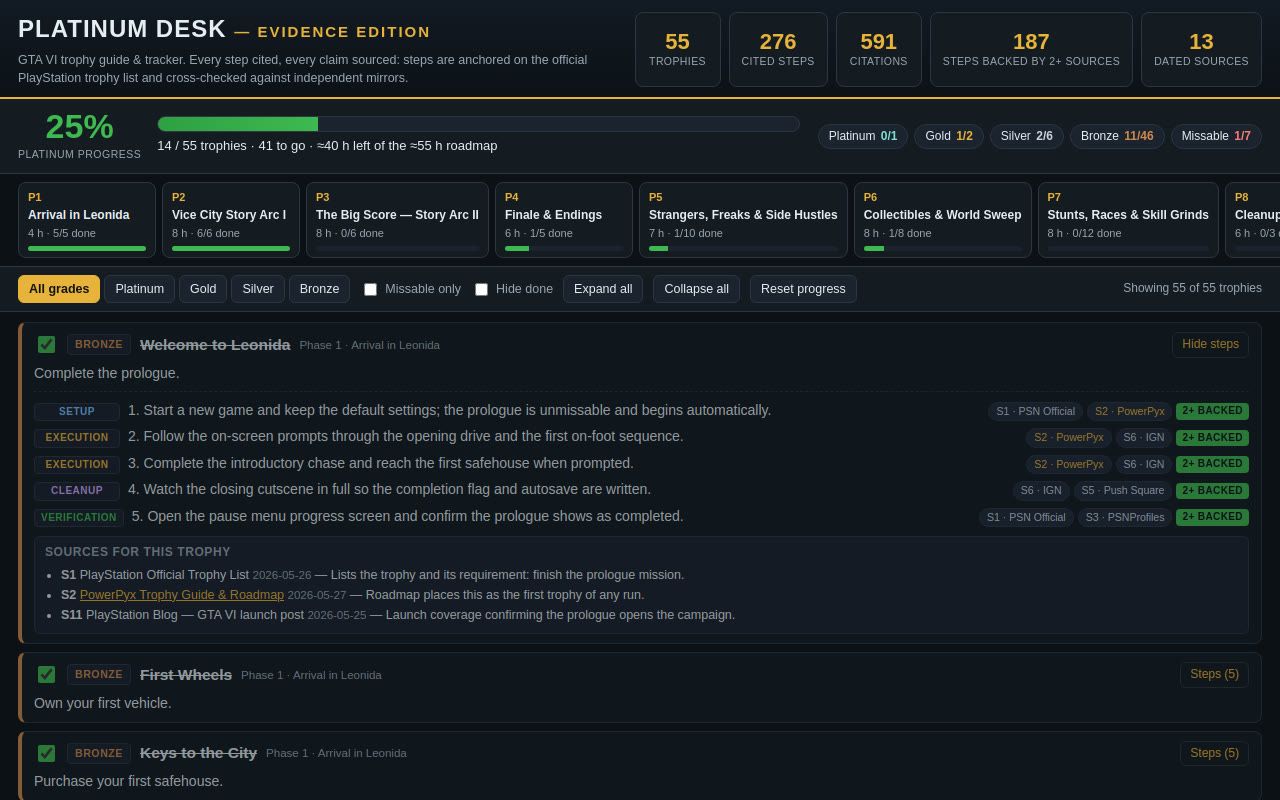 PLATINUM DESK — EVIDENCE EDITION
GTA VI trophy guide & tracker. Every step cited, every claim sourced: steps are anchored on the official
PlayStation trophy list and cross-checked against independent mirrors.
55
TROPHIES
276
CITED STEPS
591
CITATIONS
187
STEPS BACKED BY 2+ SOURCES
13
DATED SOURCES
25%
PLATINUM PROGRESS
14 / 55 trophies · 41 to go · ≈40 h left of the ≈55 h roadmap
Platinum 0/1
Gold 1/2
Silver 2/6
Bronze 11/46
Missable 1/7
P1
Arrival in Leonida
4 h · 5/5 done
P2
Vice City Story Arc I
8 h · 6/6 done
P3
The Big Score — Story Arc II
8 h · 0/6 done
P4
Finale & Endings
6 h · 1/5 done
P5
Strangers, Freaks & Side Hustles
7 h · 1/10 done
P6
Collectibles & World Sweep
8 h · 1/8 done
P7
Stunts, Races & Skill Grinds
8 h · 0/12 done
P8
Cleanup
6 h · 0/3
All grades
Platinum
Gold
Silver
Bronze
Missable only
Hide done
Expand all
Collapse all
Reset progress
Showing 55 of 55 trophies
BRONZE Welcome to Leonida Phase 1 · Arrival in Leonida Hide steps
Complete the prologue.
SETUP 1. Start a new game and keep the default settings; the prologue is unmissable and begins automatically. S1 · PSN Official S2 · PowerPyx 2+ BACKED
EXECUTION 2. Follow the on-screen prompts through the opening drive and the first on-foot sequence. S2 · PowerPyx S6 · IGN 2+ BACKED
EXECUTION 3. Complete the introductory chase and reach the first safehouse when prompted. S2 · PowerPyx S6 · IGN 2+ BACKED
CLEANUP 4. Watch the closing cutscene in full so the completion flag and autosave are written. S6 · IGN S5 · Push Square 2+ BACKED
VERIFICATION 5. Open the pause menu progress screen and confirm the prologue shows as completed. S1 · PSN Official S3 · PSNProfiles 2+ BACKED
SOURCES FOR THIS TROPHY
• S1 PlayStation Official Trophy List 2026-05-26 — Lists the trophy and its requirement: finish the prologue mission.
• S2 PowerPyx Trophy Guide & Roadmap 2026-05-27 — Roadmap places this as the first trophy of any run.
• S11 PlayStation Blog — GTA VI launch post 2026-05-25 — Launch coverage confirming the prologue opens the campaign.
BRONZE First Wheels Phase 1 · Arrival in Leonida Steps (5)
Own your first vehicle.
BRONZE Keys to the City Phase 1 · Arrival in Leonida Steps (5)
Purchase your first safehouse.